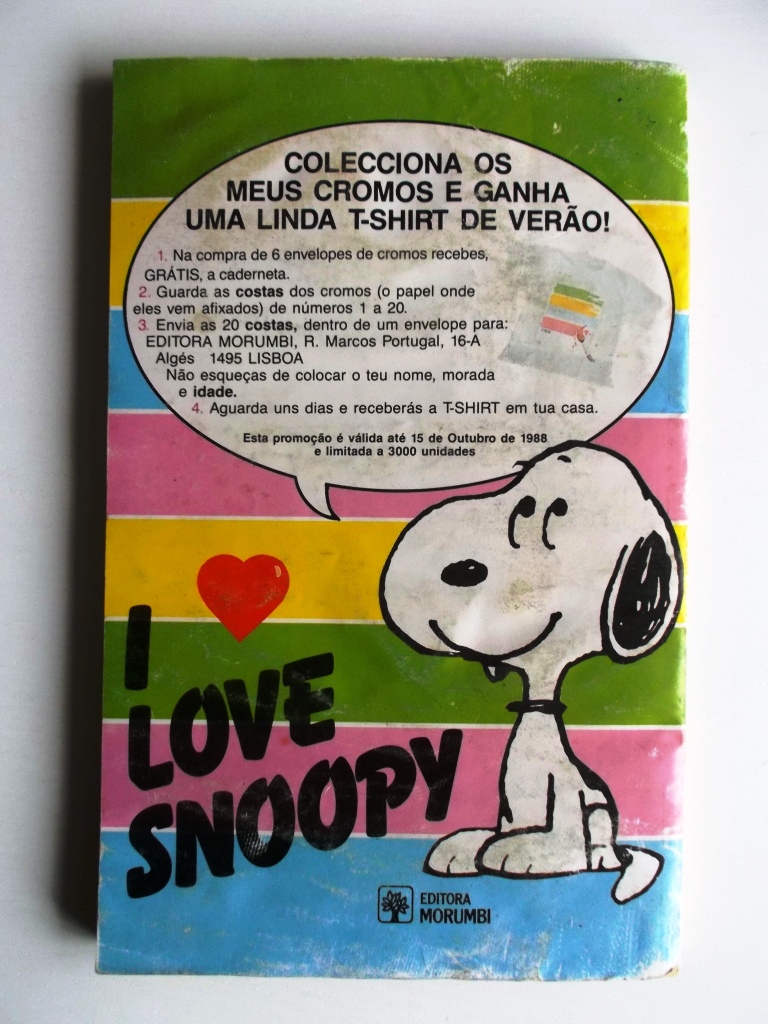 COLECCIONA OS
MEUS CROMOS E GANHA
UMA LINDA T-SHIRT DE VERÃO!
1. Na compra de 6 envelopes de cromos recebes,
GRÁTIS, a caderneta.
2. Guarda as costas dos cromos (o papel onde
eles vem afixados) de números 1 a 20.
3. Envia as 20 costas, dentro de um envelope para:
EDITORA MORUMBI, R. Marcos Portugal, 16-A
Algés 1495 LISBOA
Não esqueças de colocar o teu nome, morada
e idade.
4. Aguarda uns dias e receberás a T-SHIRT em tua casa.
Esta promoção é válida até 15 de Outubro de 1988
e limitada a 3000 unidades
I
LOVE
SNOOPY
EDITORA
MORUMBI